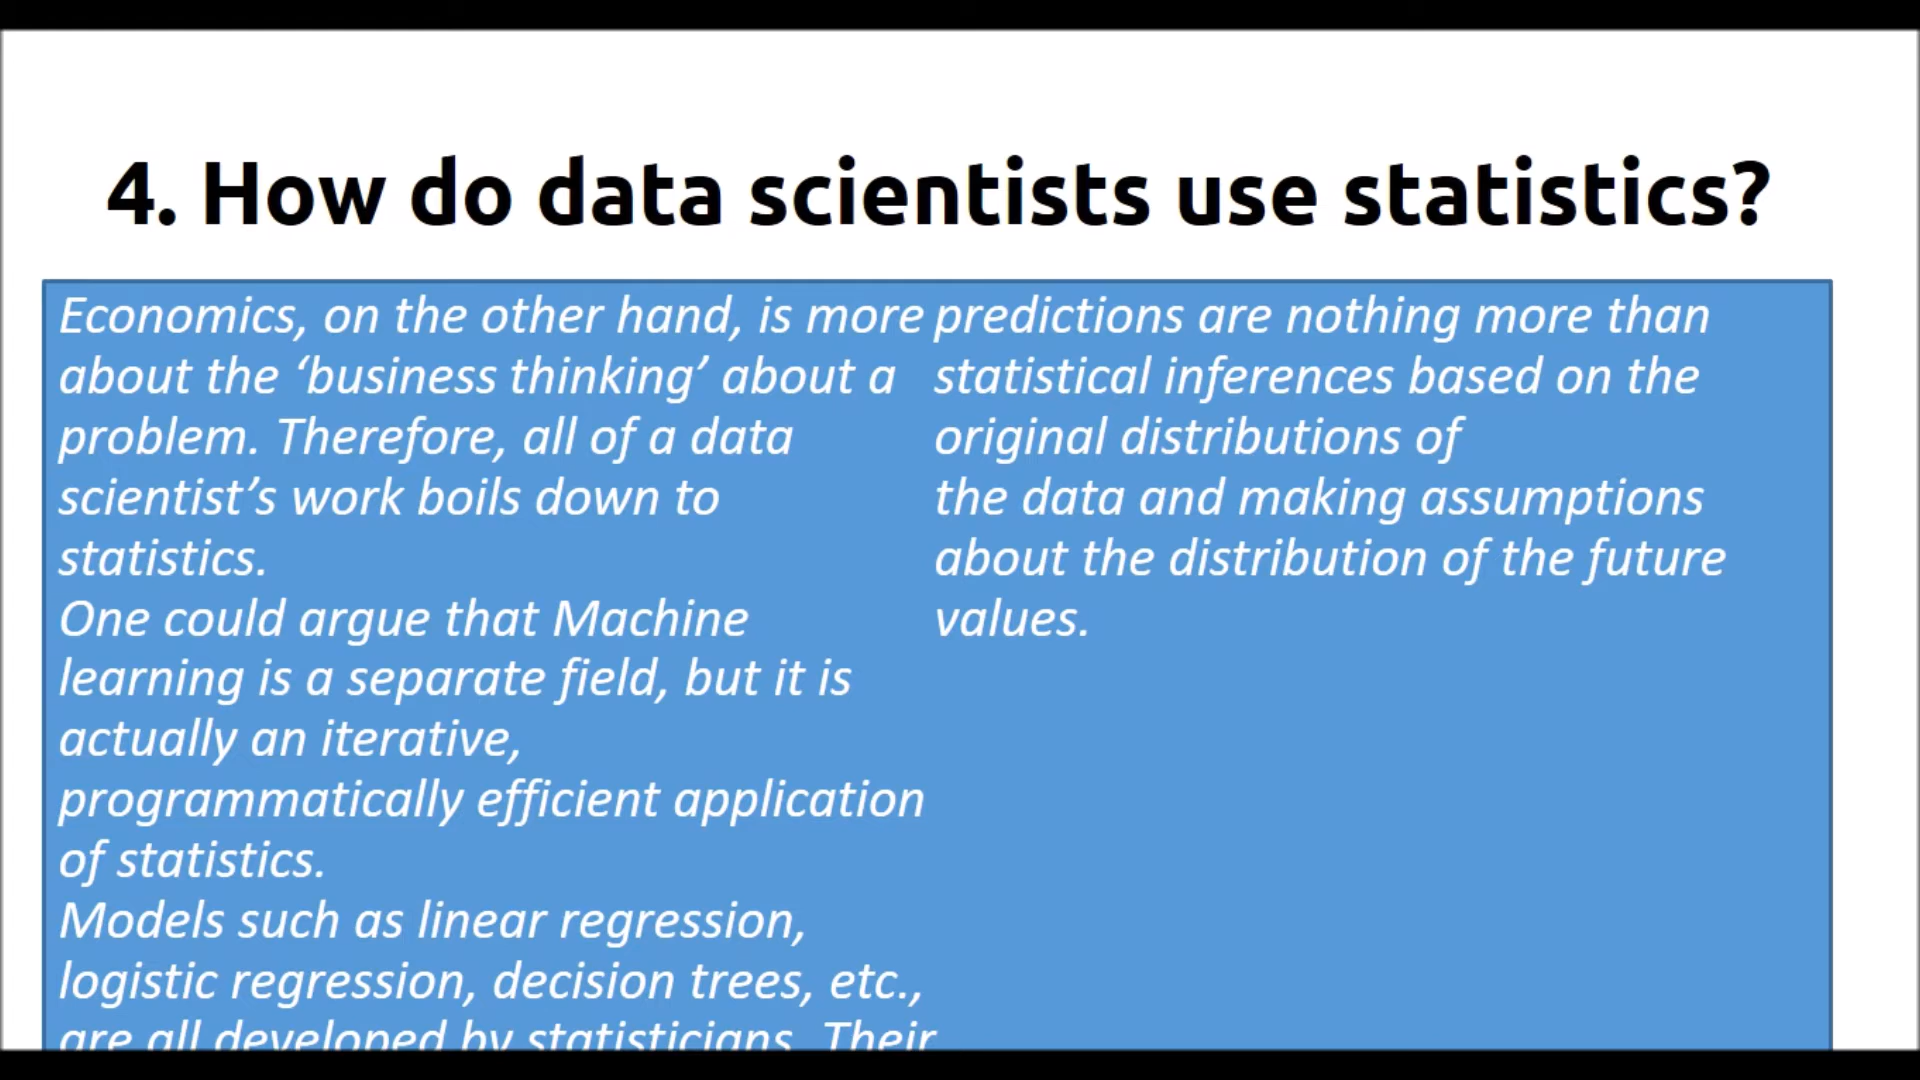 4. How do data scientists use statistics?
Economics, on the other hand, is more
about the ‘business thinking’ about a
problem. Therefore, all of a data
scientist’s work boils down to
statistics.
One could argue that Machine
learning is a separate field, but it is
actually an iterative,
programmatically efficient application
of statistics.
Models such as linear regression,
logistic regression, decision trees, etc.,
are all developed by statisticians. Their
predictions are nothing more than
statistical inferences based on the
original distributions of
the data and making assumptions
about the distribution of the future
values.